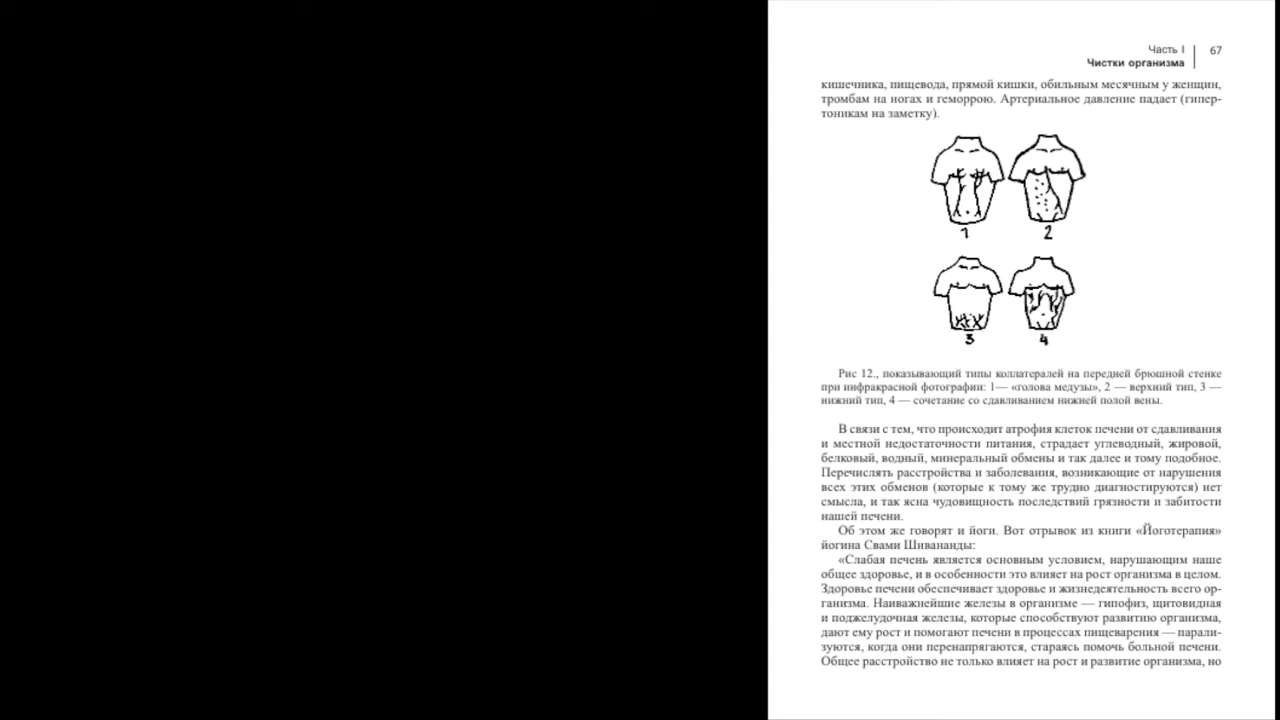 Часть I
67
Чистки организма
кишечника, пищевода, прямой кишки, обильным месячным у женщин,
тромбам на ногах и геморрою. Артериальное давление падает (гипер-
тоникам на заметку).
1
2
3
4
Рис 12., показывающий типы коллатералей на передней брюшной стенке
при инфракрасной фотографии: 1— «голова медузы», 2 — верхний тип, 3 —
нижний тип, 4 — сочетание со сдавливанием нижней полой вены.
В связи с тем, что происходит атрофия клеток печени от сдавливания
и местной недостаточности питания, страдает углеводный, жировой,
белковый, водный, минеральный обмены и так далее и тому подобное.
Перечислять расстройства и заболевания, возникающие от нарушения
всех этих обменов (которые к тому же трудно диагностируются) нет
смысла, и так ясна чудовищность последствий грязности и забитости
нашей печени.
Об этом же говорят и йоги. Вот отрывок из книги «Йоготерапия»
йогина Свами Шивананды:
«Слабая печень является основным условием, нарушающим наше
общее здоровье, и в особенности это влияет на рост организма в целом.
Здоровье печени обеспечивает здоровье и жизнедеятельность всего ор-
ганизма. Наиважнейшие железы в организме — гипофиз, щитовидная
и поджелудочная железы, которые способствуют развитию организма,
дают ему рост и помогают печени в процессах пищеварения — парали-
зуются, когда они перенапрягаются, стараясь помочь больной печени.
Общее расстройство не только влияет на рост и развитие организма, но